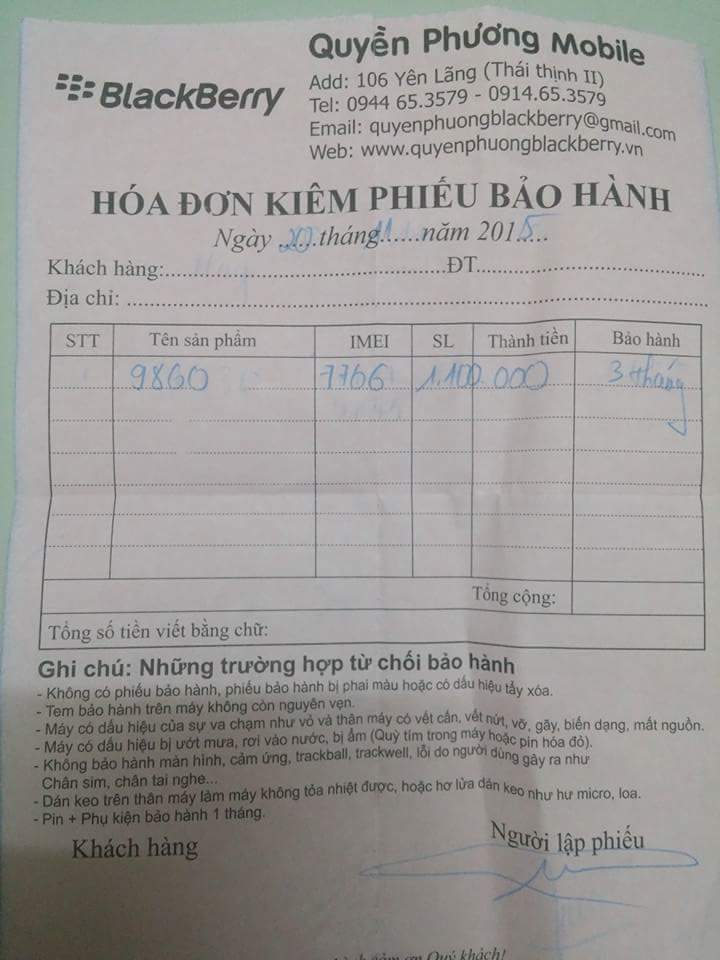 BlackBerry
Quyền Phương Mobile
Add: 106 Yên Lãng (Thái thịnh II)
Tel: 0944 65.3579 - 0914.65.3579
Email: quyenphuongblackberry@gmail.com
Web: www.quyenphuongblackberry.vn
HÓA ĐƠN KIÊM PHIẾU BẢO HÀNH
Ngày 20 tháng 11 năm 2015
Khách hàng: ĐT
Địa chỉ:
STT Tên sản phẩm IMEI SL Thành tiền Bảo hành
9860 7766 1.100.000 3 tháng
Tổng cộng:
Tổng số tiền viết bằng chữ:
Ghi chú: Những trường hợp từ chối bảo hành
- Không có phiếu bảo hành, phiếu bảo hành bị phai màu hoặc có dấu hiệu tẩy xóa.
- Tem bảo hành trên máy không còn nguyên vẹn.
- Máy có dấu hiệu của sự va chạm như vỏ và thân máy có vết cấn, vết nứt, vỡ, gãy, biến dạng, mất nguồn.
- Máy có dấu hiệu bị ướt mưa, rơi vào nước, bị ẩm (Quỳ tím trong máy hoặc pin hóa đỏ).
- Không bảo hành màn hình, cảm ứng, trackball, trackwell, lỗi do người dùng gây ra như
Chân sim, chân tai nghe...
- Dán keo trên thân máy làm máy không tỏa nhiệt được, hoặc hơ lửa dán keo như hư micro, loa.
- Pin + Phụ kiện bảo hành 1 tháng.
Khách hàng Người lập phiếu
cảm ơn Quý khách!